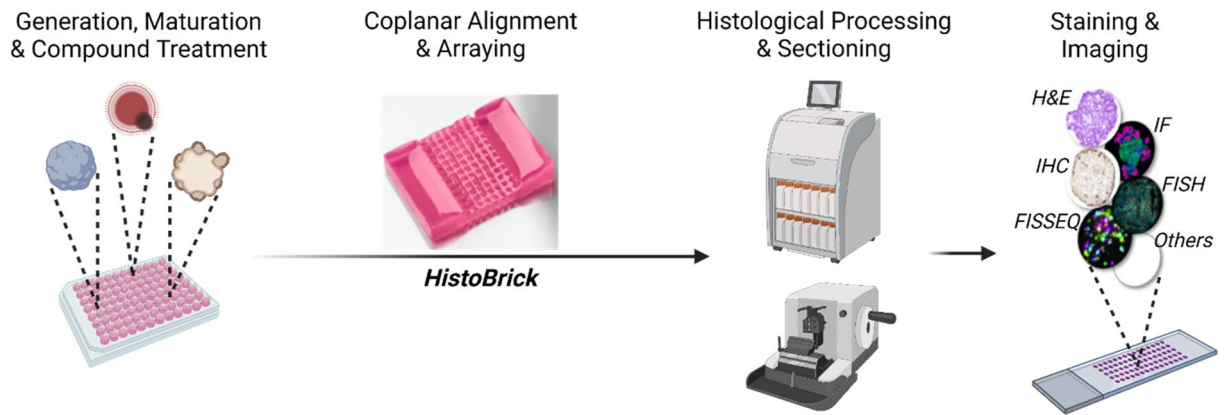 Generation, Maturation
& Compound Treatment
Coplanar Alignment
& Arraying
HistoBrick
Histological Processing
& Sectioning
Staining &
Imaging
H&E
IF
IHC
FISH
FISSEQ
Others